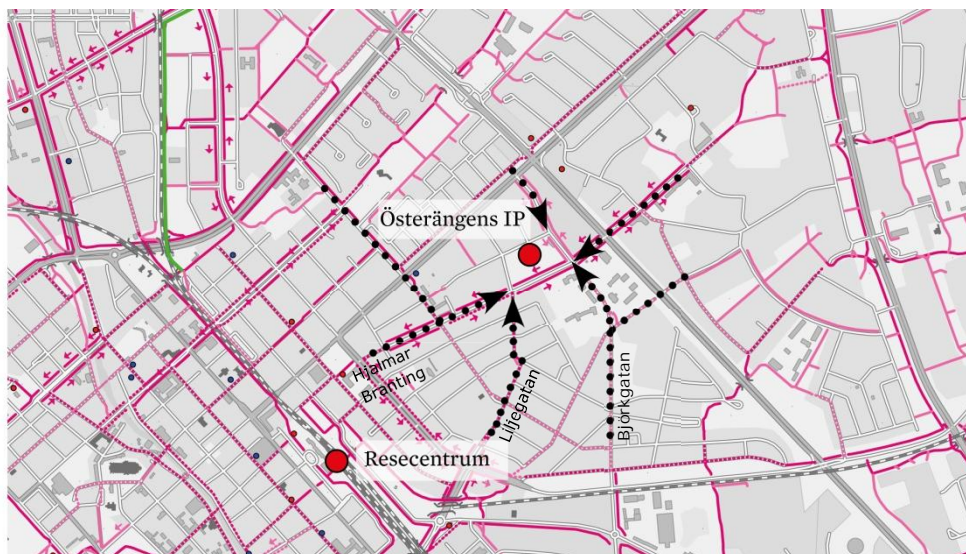 Österängens IP
Hjalmar
Branting
Liljegatan
Björkgatan
Resecentrum